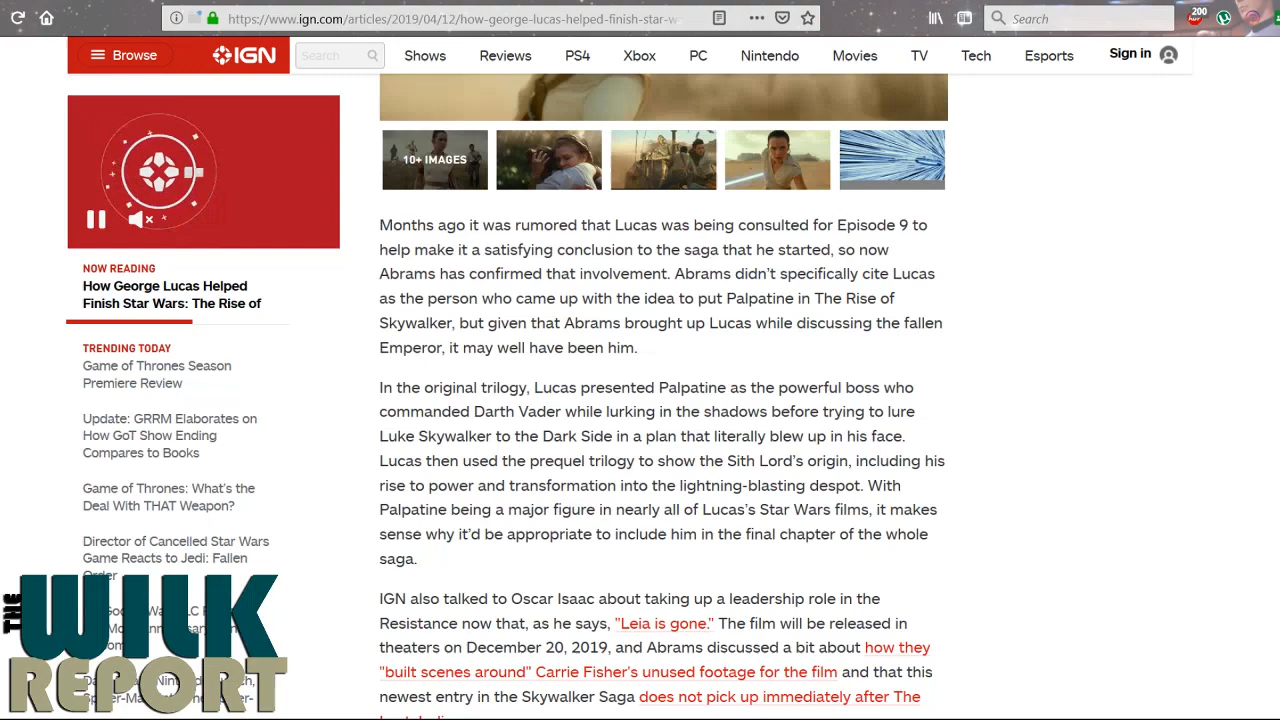 https://www.ign.com/articles/2019/04/12/how-george-lucas-helped-finish-star-w
Search
200
Browse
IGN
Search
Shows
Reviews
PS4
Xbox
PC
Nintendo
Movies
TV
Tech
Esports
Sign in
10+ IMAGES
NOW READING
How George Lucas Helped
Finish Star Wars: The Rise of
TRENDING TODAY
Game of Thrones Season
Premiere Review
Update: GRRM Elaborates on
How GoT Show Ending
Compares to Books
Game of Thrones: What's the
Deal With THAT Weapon?
Director of Cancelled Star Wars
Game Reacts to Jedi: Fallen
Order
THE WILK
REPORT
Months ago it was rumored that Lucas was being consulted for Episode 9 to
help make it a satisfying conclusion to the saga that he started, so now
Abrams has confirmed that involvement. Abrams didn't specifically cite Lucas
as the person who came up with the idea to put Palpatine in The Rise of
Skywalker, but given that Abrams brought up Lucas while discussing the fallen
Emperor, it may well have been him.
In the original trilogy, Lucas presented Palpatine as the powerful boss who
commanded Darth Vader while lurking in the shadows before trying to lure
Luke Skywalker to the Dark Side in a plan that literally blew up in his face.
Lucas then used the prequel trilogy to show the Sith Lord's origin, including his
rise to power and transformation into the lightning-blasting despot. With
Palpatine being a major figure in nearly all of Lucas's Star Wars films, it makes
sense why it'd be appropriate to include him in the final chapter of the whole
saga.
IGN also talked to Oscar Isaac about taking up a leadership role in the
Resistance now that, as he says, "Leia is gone." The film will be released in
theaters on December 20, 2019, and Abrams discussed a bit about how they
"built scenes around" Carrie Fisher's unused footage for the film and that this
newest entry in the Skywalker Saga does not pick up immediately after The